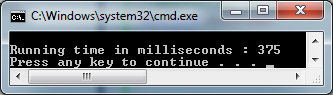 C:\Windows\system32\cmd.exe
Running time in milliseconds : 375
Press any key to continue . . .